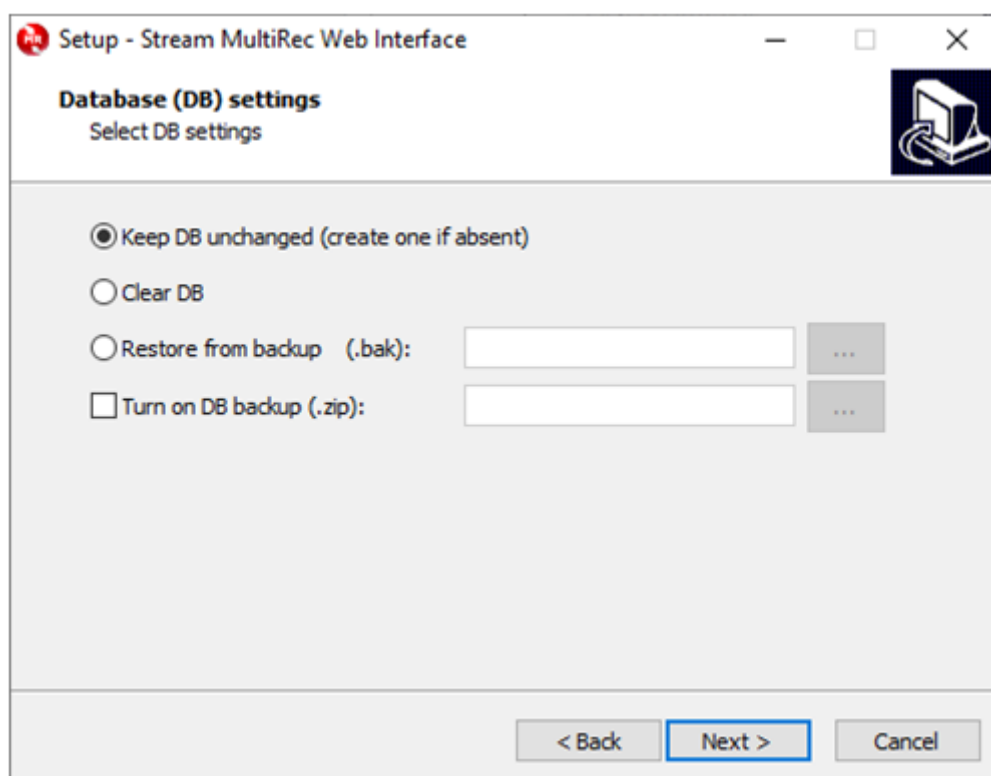 Setup - Stream MultiRec Web Interface
Database (DB) settings
Select DB settings
Keep DB unchanged (create one if absent)
Clear DB
Restore from backup (.bak): ...
Turn on DB backup (.zip): ...
< Back Next > Cancel